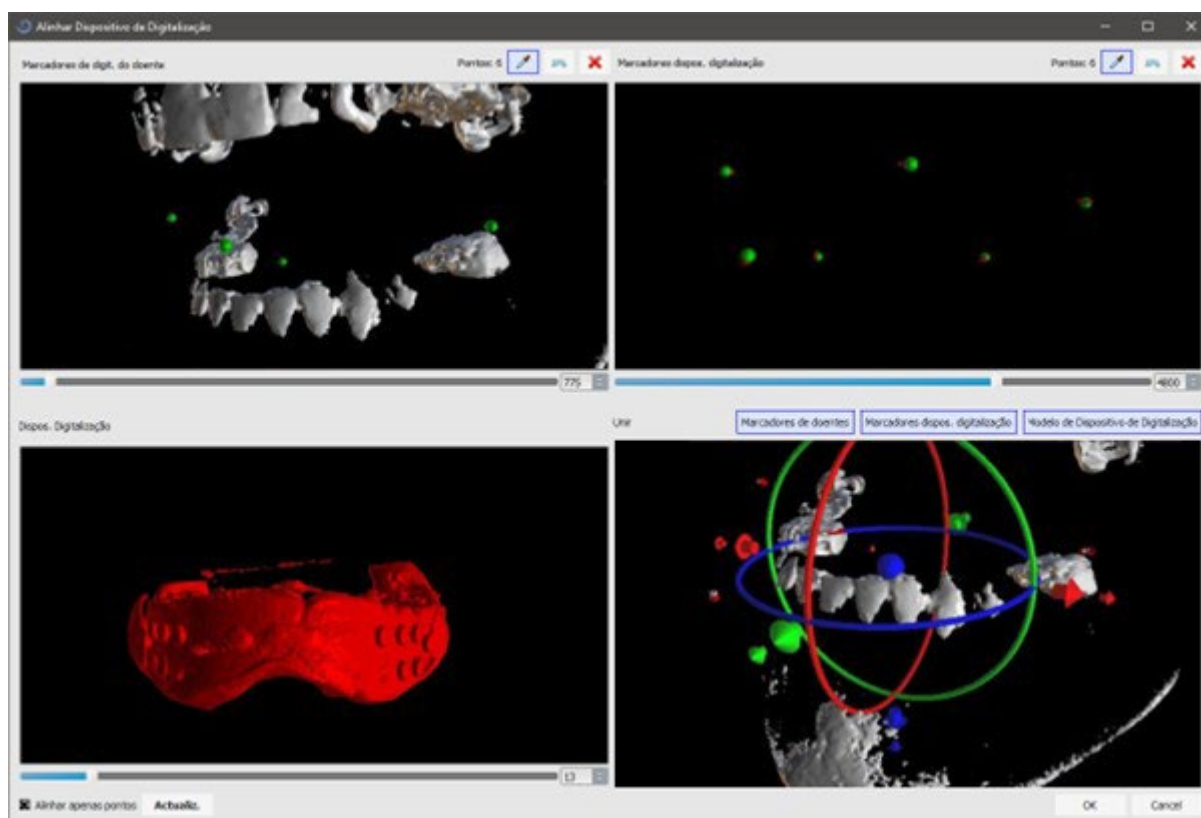 Alinhar Dispositivo de Digitalização
Marcadores de digit. do doente
Pontos: 6
Marcadores dispos. digitalização
Pontos: 6
775
4800
Dispos. Digitalização
Unir
Marcadores de doentes
Marcadores dispos. digitalização
Modelo de Dispositivo de Digitalização
13
Alinhar apenas pontos
Actualiz.
OK
Cancel